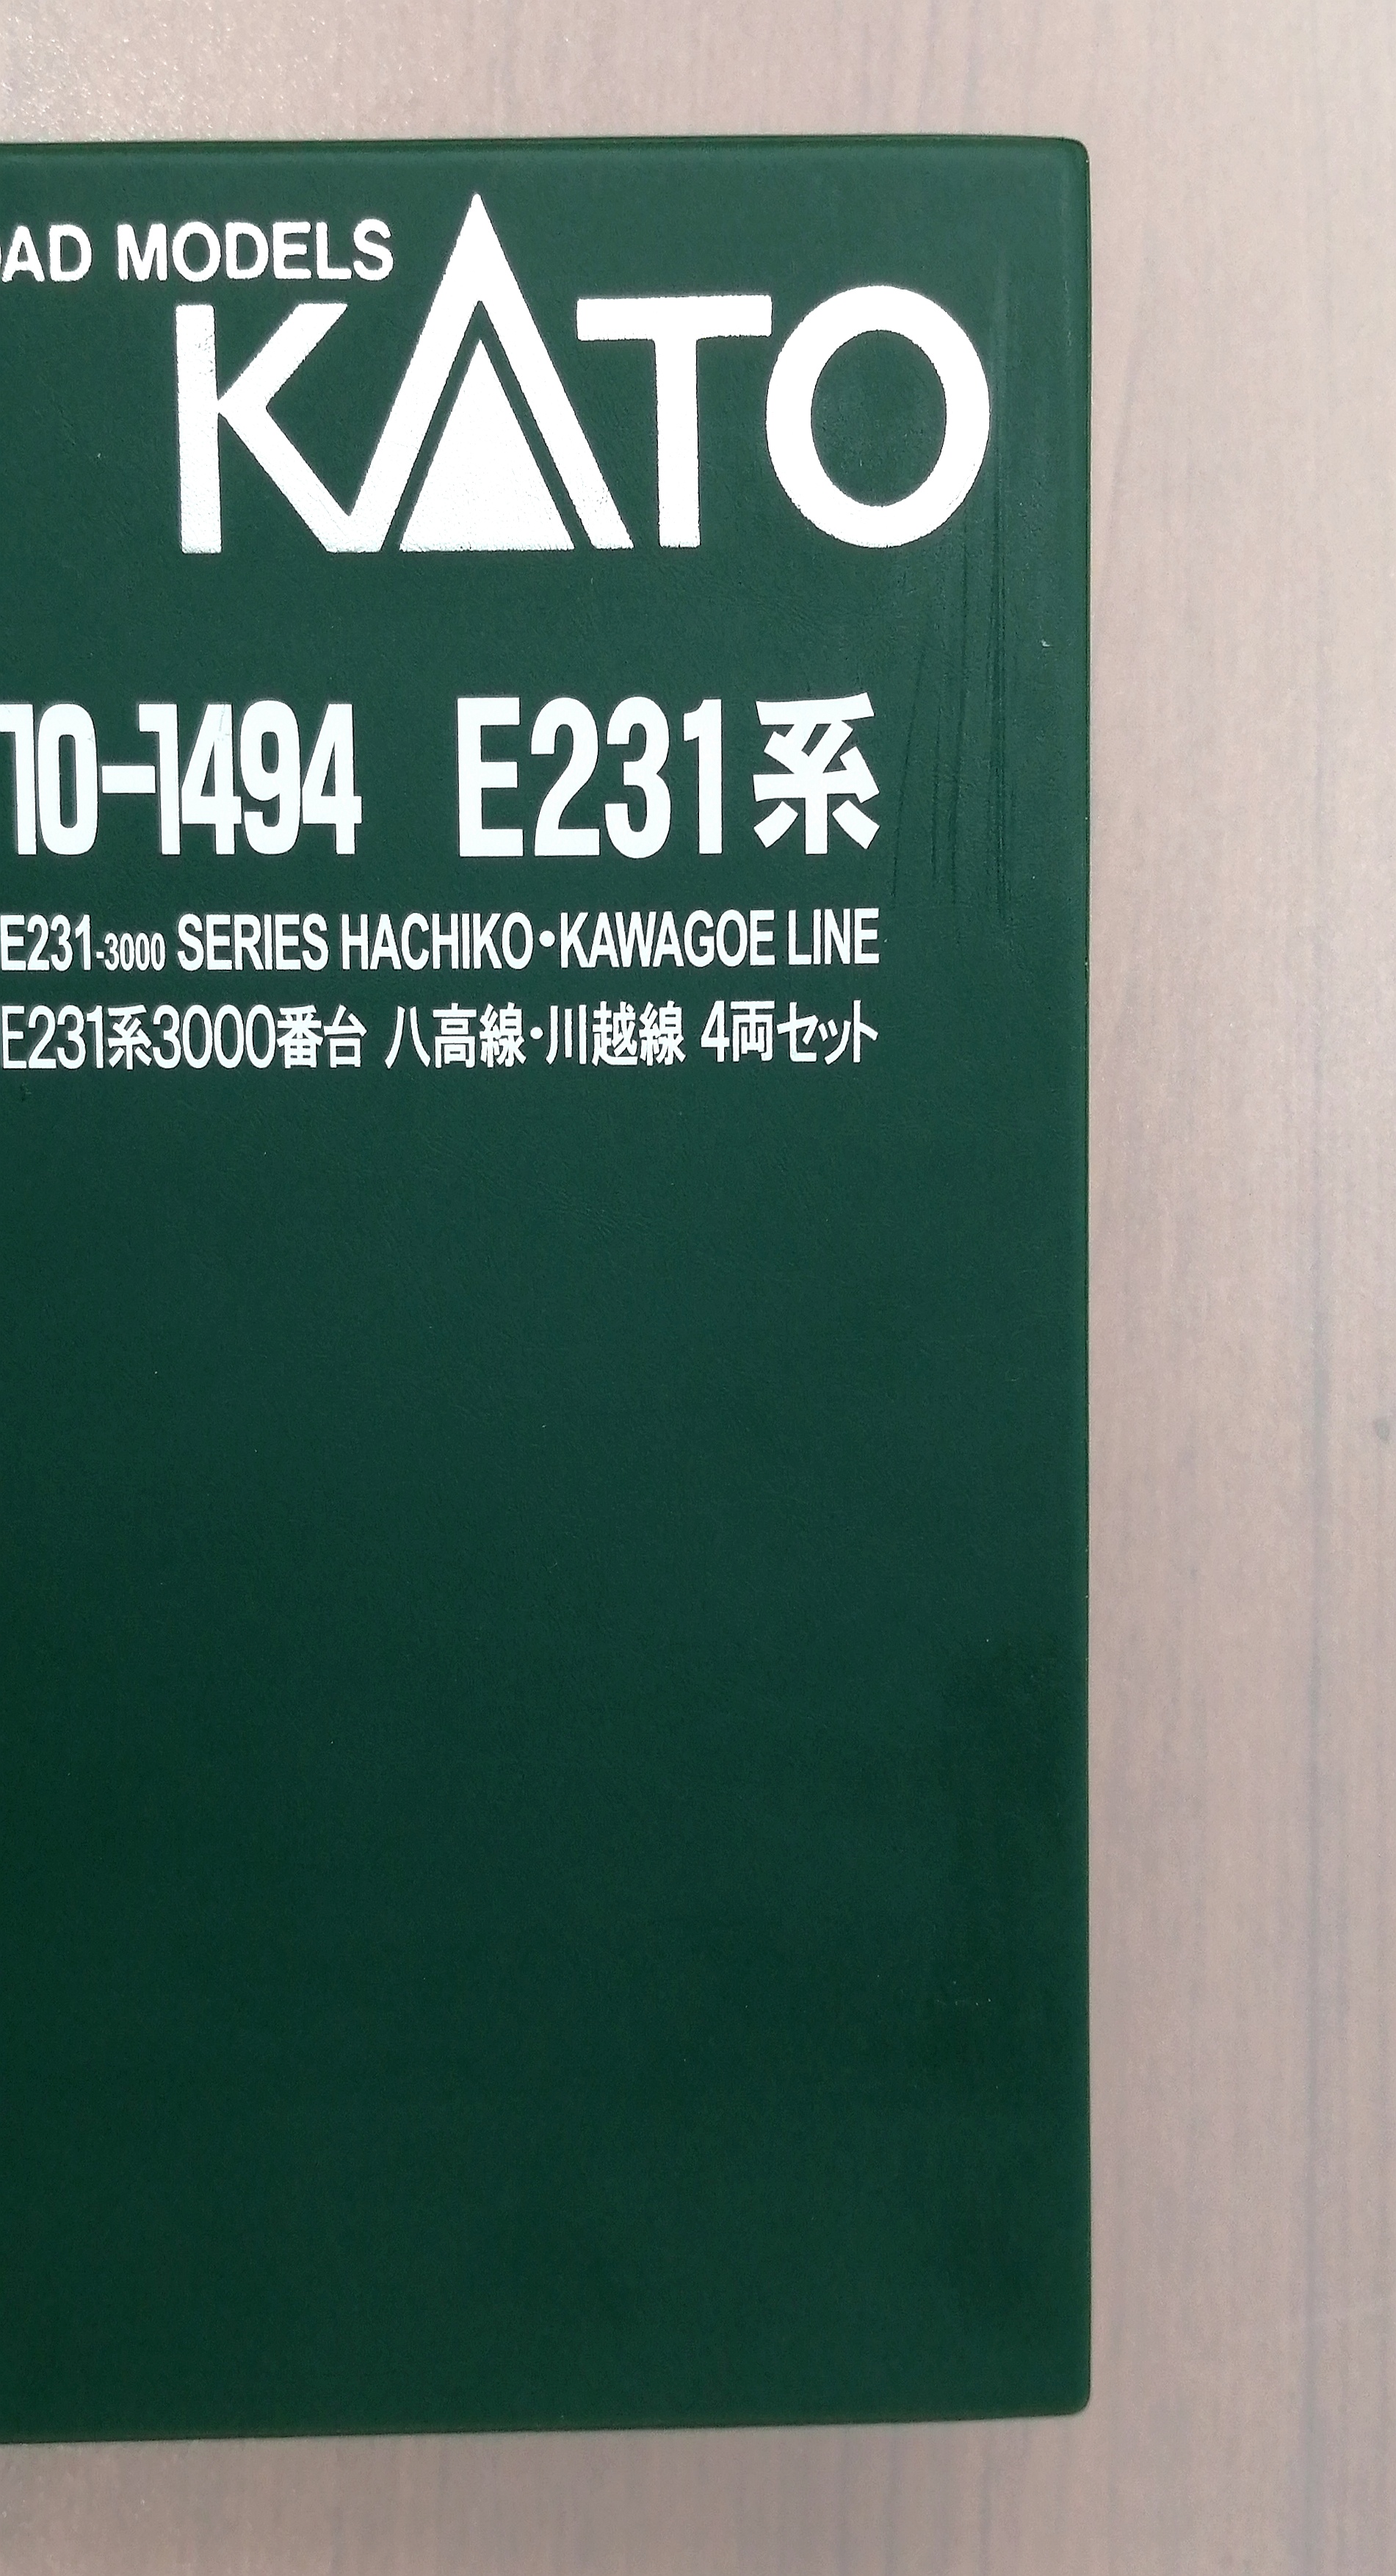 OAD MODELS
KATO
10-1494 E231系
E231-3000 SERIES HACHIKO・KAWAGOE LINE
E231系3000番台 八高線・川越線 4両セット